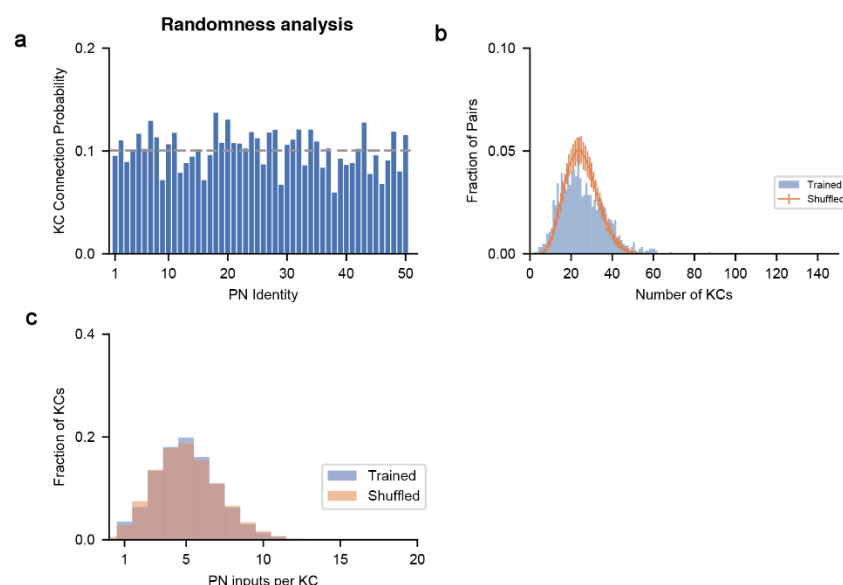 Randomness analysis
a
0.2
0.1
0.0
KC Connection Probability
1 10 20 30 40 50
PN Identity
b
0.10
0.05
0.00
Fraction of Pairs
0 20 40 60 80 100 120 140
Number of KCs
Trained
Shuffled
c
0.4
0.2
0.0
Fraction of KCs
1 5 10 15 20
PN inputs per KC
Trained
Shuffled